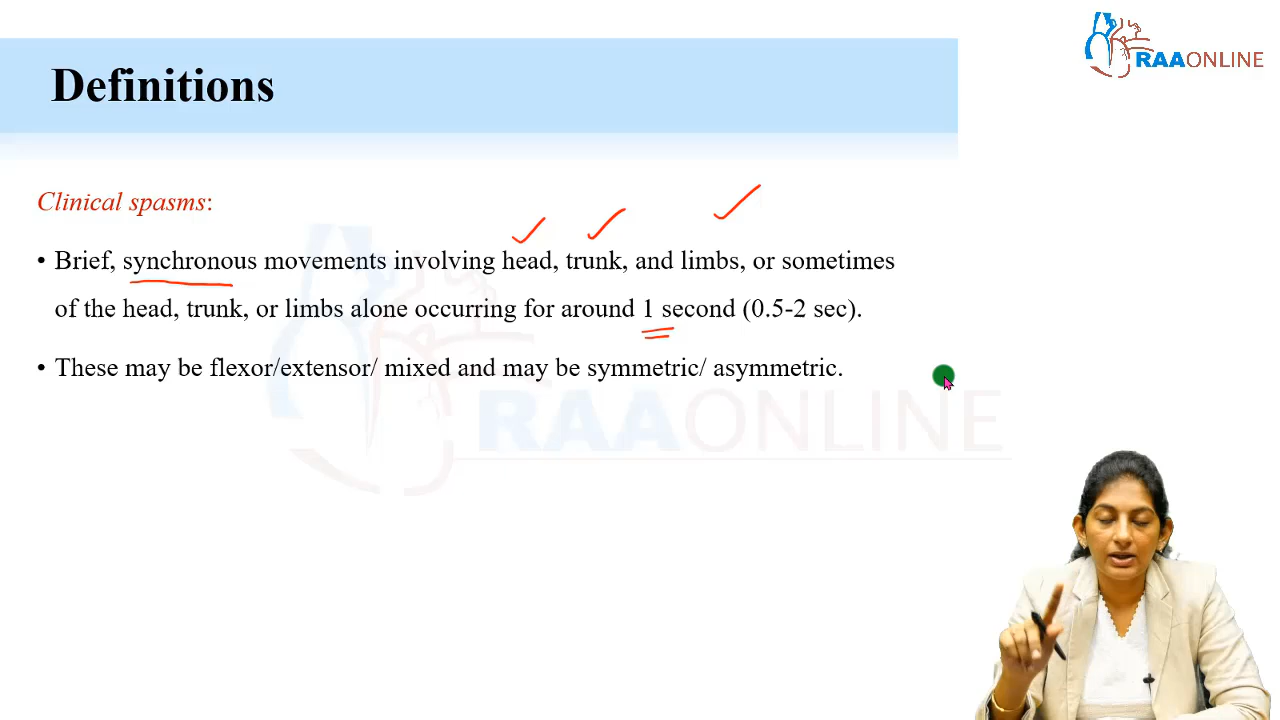 RAAONLINE
Definitions
Clinical spasms:
• Brief, synchronous movements involving head, trunk, and limbs, or sometimes
of the head, trunk, or limbs alone occurring for around 1 second (0.5-2 sec).
• These may be flexor/extensor/ mixed and may be symmetric/ asymmetric.
RAAONLINE